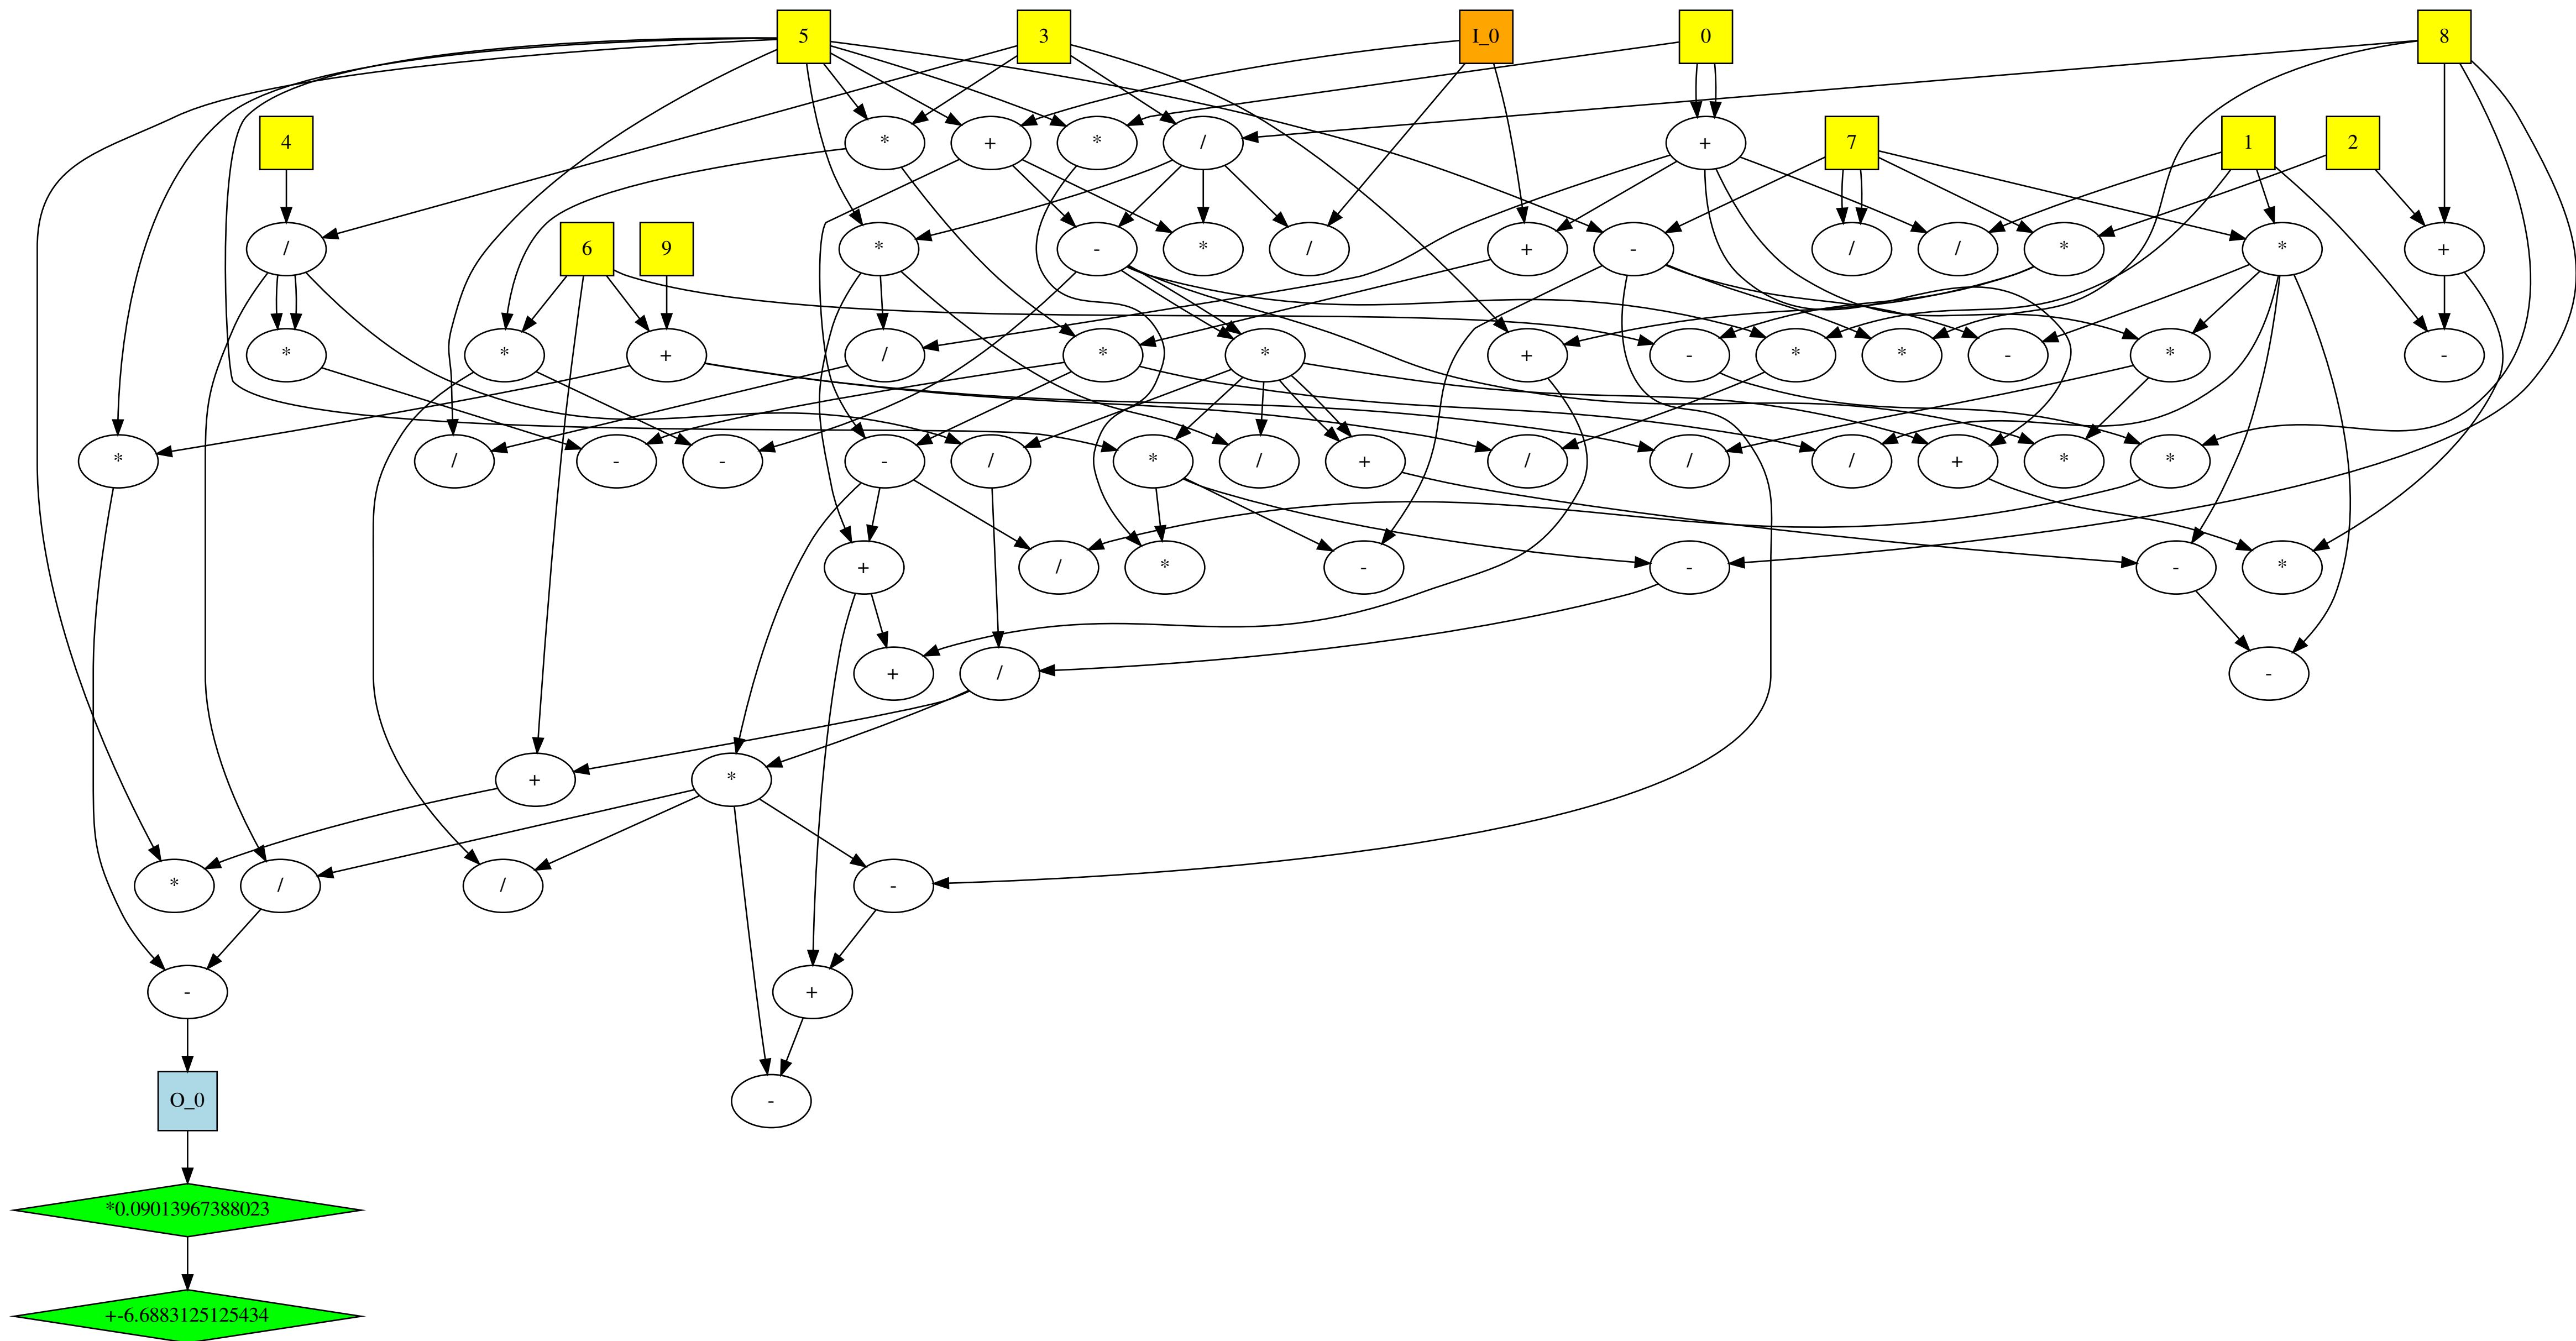 5 3 I_0 0 8
4 * + * / + 7 1 2
/ 6 9 * - * / + - / / * * +
* * + / * * + - * * - * -
* / - - - / * / + / / / + * *
+ / * - - - *
+ / -
+ *
* / / -
- +
O_0 -
*0.09013967388023
+-6.6883125125434